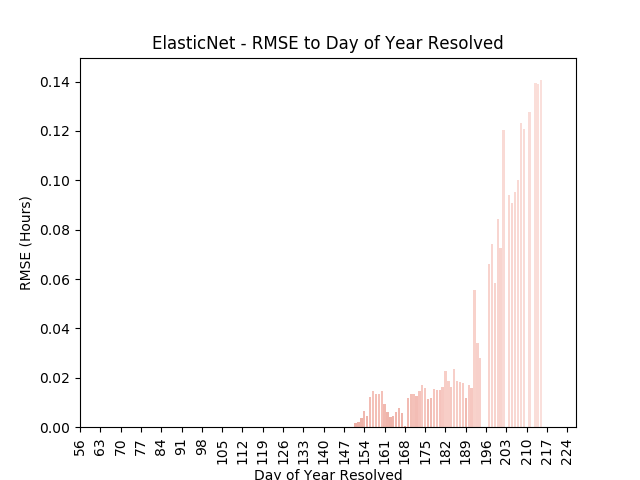 ElasticNet - RMSE to Day of Year Resolved
0.14
0.12
0.10
0.08
0.06
0.04
0.02
0.00
RMSE (Hours)
56 63 70 77 84 91 98 105 112 119 126 133 140 147 154 161 168 175 182 189 196 203 210 217 224
Day of Year Resolved